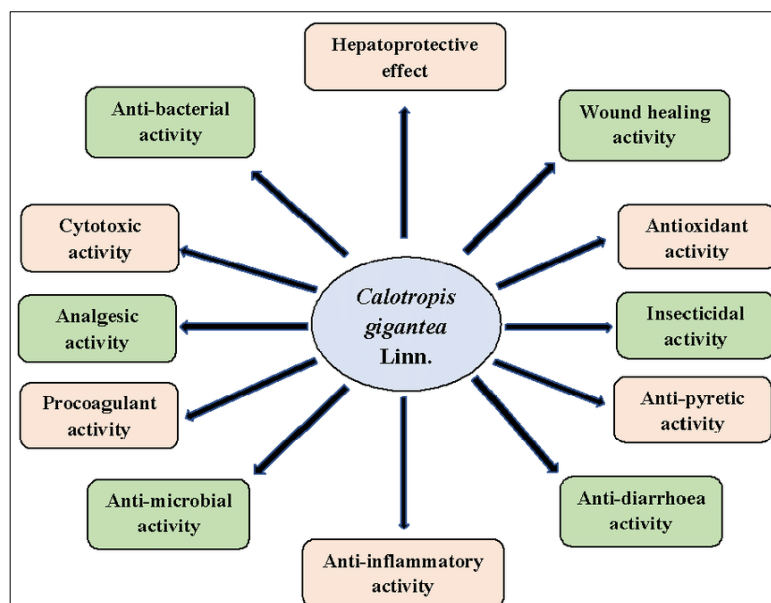 Hepatoprotective
effect
Anti-bacterial
activity
Wound healing
activity
Cytotoxic
activity
Antioxidant
activity
Calotropis
gigantea
Linn.
Analgesic
activity
Insecticidal
activity
Procoagulant
activity
Anti-pyretic
activity
Anti-microbial
activity
Anti-diarrhoea
activity
Anti-inflammatory
activity